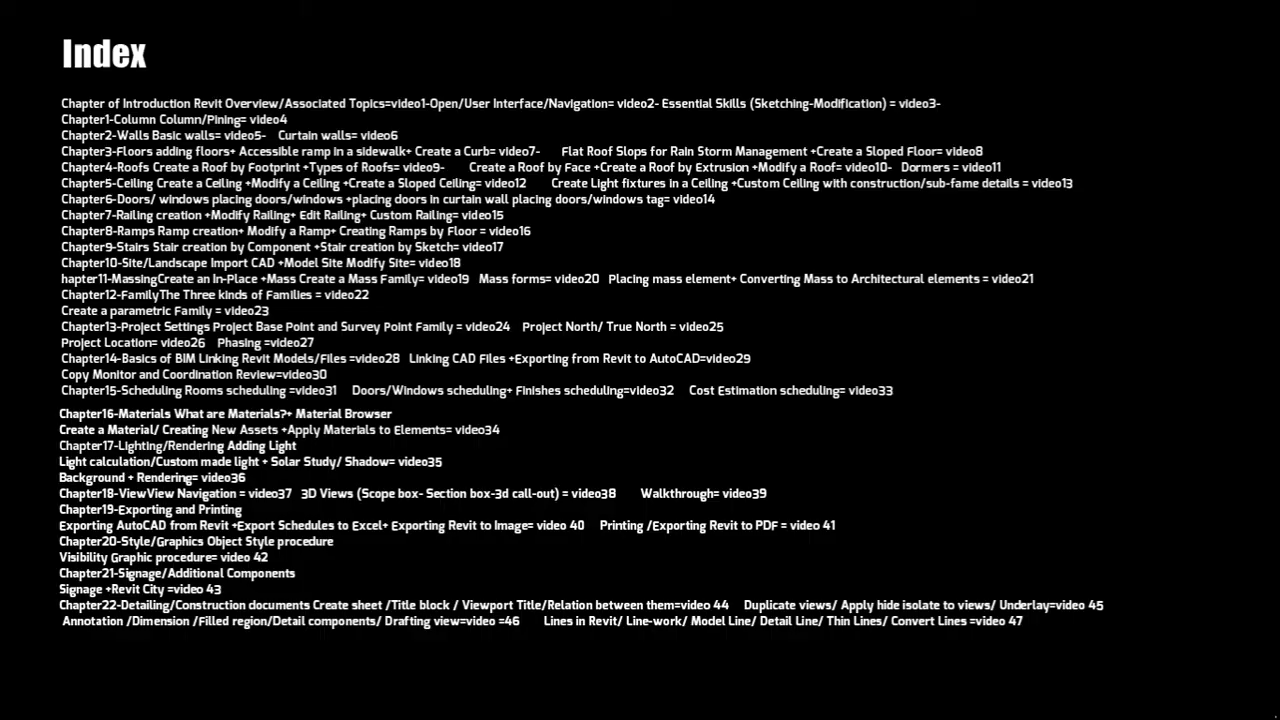 Index
Chapter of Introduction Revit Overview/Associated Topics=video1-Open/User Interface/Navigation= video2- Essential Skills (Sketching-Modification) = video3-
Chapter1-Column Column/Pining= video4
Chapter2-Walls Basic walls= video5- Curtain walls= video6
Chapter3-Floors adding floors+ Accessible ramp in a sidewalk+ Create a Curb= video7- Flat Roof Slops for Rain Storm Management +Create a Sloped Floor= video8
Chapter4-Roofs Create a Roof by Footprint +Types of Roofs= video9- Create a Roof by Face +Create a Roof by Extrusion +Modify a Roof= video10- Dormers = video11
Chapter5-Ceiling Create a Ceiling +Modify a Ceiling +Create a Sloped Ceiling= video12 Create Light fixtures in a Ceiling +Custom Ceiling with construction/sub-fame details = video13
Chapter6-Doors/ windows placing doors/windows +placing doors in curtain wall placing doors/windows tag= video14
Chapter7-Railing creation +Modify Railing+ Edit Railing+ Custom Railing= video15
Chapter8-Ramps Ramp creation+ Modify a Ramp+ Creating Ramps by Floor = video16
Chapter9-Stairs Stair creation by Component +Stair creation by Sketch= video17
Chapter10-Site/Landscape Import CAD +Model Site Modify Site= video18
hapter11-MassingCreate an In-Place +Mass Create a Mass Family= video19 Mass forms= video20 Placing mass element+ Converting Mass to Architectural elements = video21
Chapter12-FamilyThe Three kinds of Families = video22
Create a parametric Family = video23
Chapter13-Project Settings Project Base Point and Survey Point Family = video24 Project North/ True North = video25
Project Location= video26 Phasing =video27
Chapter14-Basics of BIM Linking Revit Models/Files =video28 Linking CAD Files +Exporting from Revit to AutoCAD=video29
Copy Monitor and Coordination Review=video30
Chapter15-Scheduling Rooms scheduling =video31 Doors/Windows scheduling+ Finishes scheduling=video32 Cost Estimation scheduling= video33
Chapter16-Materials What are Materials?+ Material Browser
Create a Material/ Creating New Assets +Apply Materials to Elements= video34
Chapter17-Lighting/Rendering Adding Light
Light calculation/Custom made light + Solar Study/ Shadow= video35
Background + Rendering= video36
Chapter18-ViewView Navigation = video37 3D Views (Scope box- Section box-3d call-out) = video38 Walkthrough= video39
Chapter19-Exporting and Printing
Exporting AutoCAD from Revit +Export Schedules to Excel+ Exporting Revit to Image= video 40 Printing /Exporting Revit to PDF = video 41
Chapter20-Style/Graphics Object Style procedure
Visibility Graphic procedure= video 42
Chapter21-Signage/Additional Components
Signage +Revit City =video 43
Chapter22-Detailing/Construction documents Create sheet /Title block / Viewport Title/Relation between them=video 44 Duplicate views/ Apply hide isolate to views/ Underlay=video 45
Annotation /Dimension /Filled region/Detail components/ Drafting view=video =46 Lines in Revit/ Line-work/ Model Line/ Detail Line/ Thin Lines/ Convert Lines =video 47